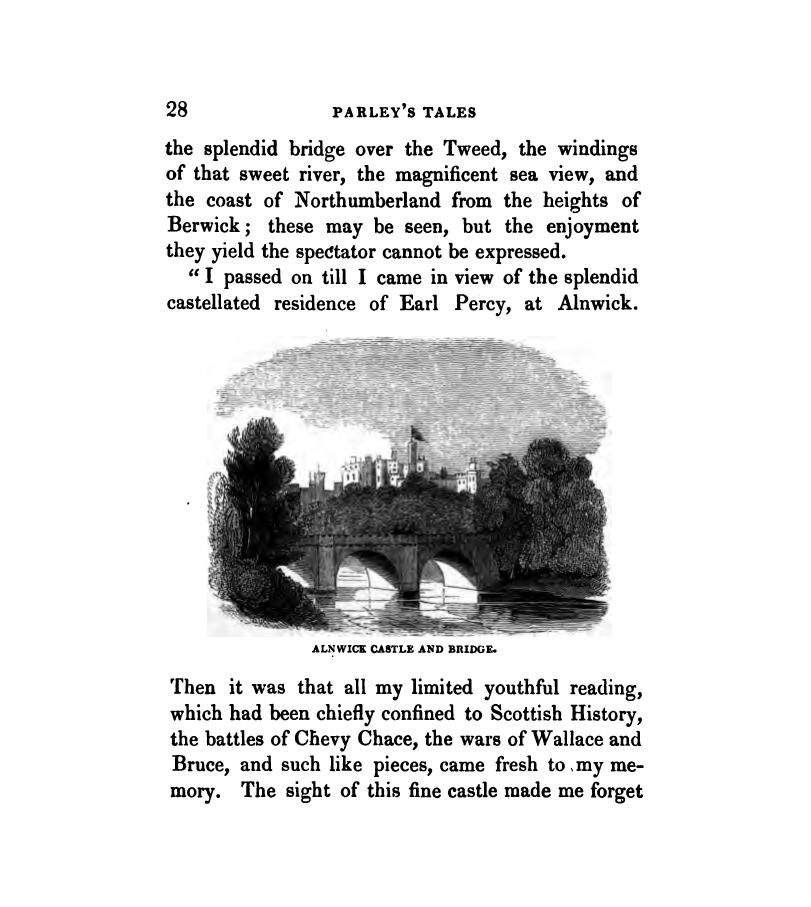 28 PARLEY'S TALES
the splendid bridge over the Tweed, the windings
of that sweet river, the magnificent sea view, and
the coast of Northumberland from the heights of
Berwick; these may be seen, but the enjoyment
they yield the spectator cannot be expressed.
“ I passed on till I came in view of the splendid
castellated residence of Earl Percy, at Alnwick.
ALNWICK CASTLE AND BRIDGE.
Then it was that all my limited youthful reading,
which had been chiefly confined to Scottish History,
the battles of Chevy Chace, the wars of Wallace and
Bruce, and such like pieces, came fresh to my me-
mory. The sight of this fine castle made me forget